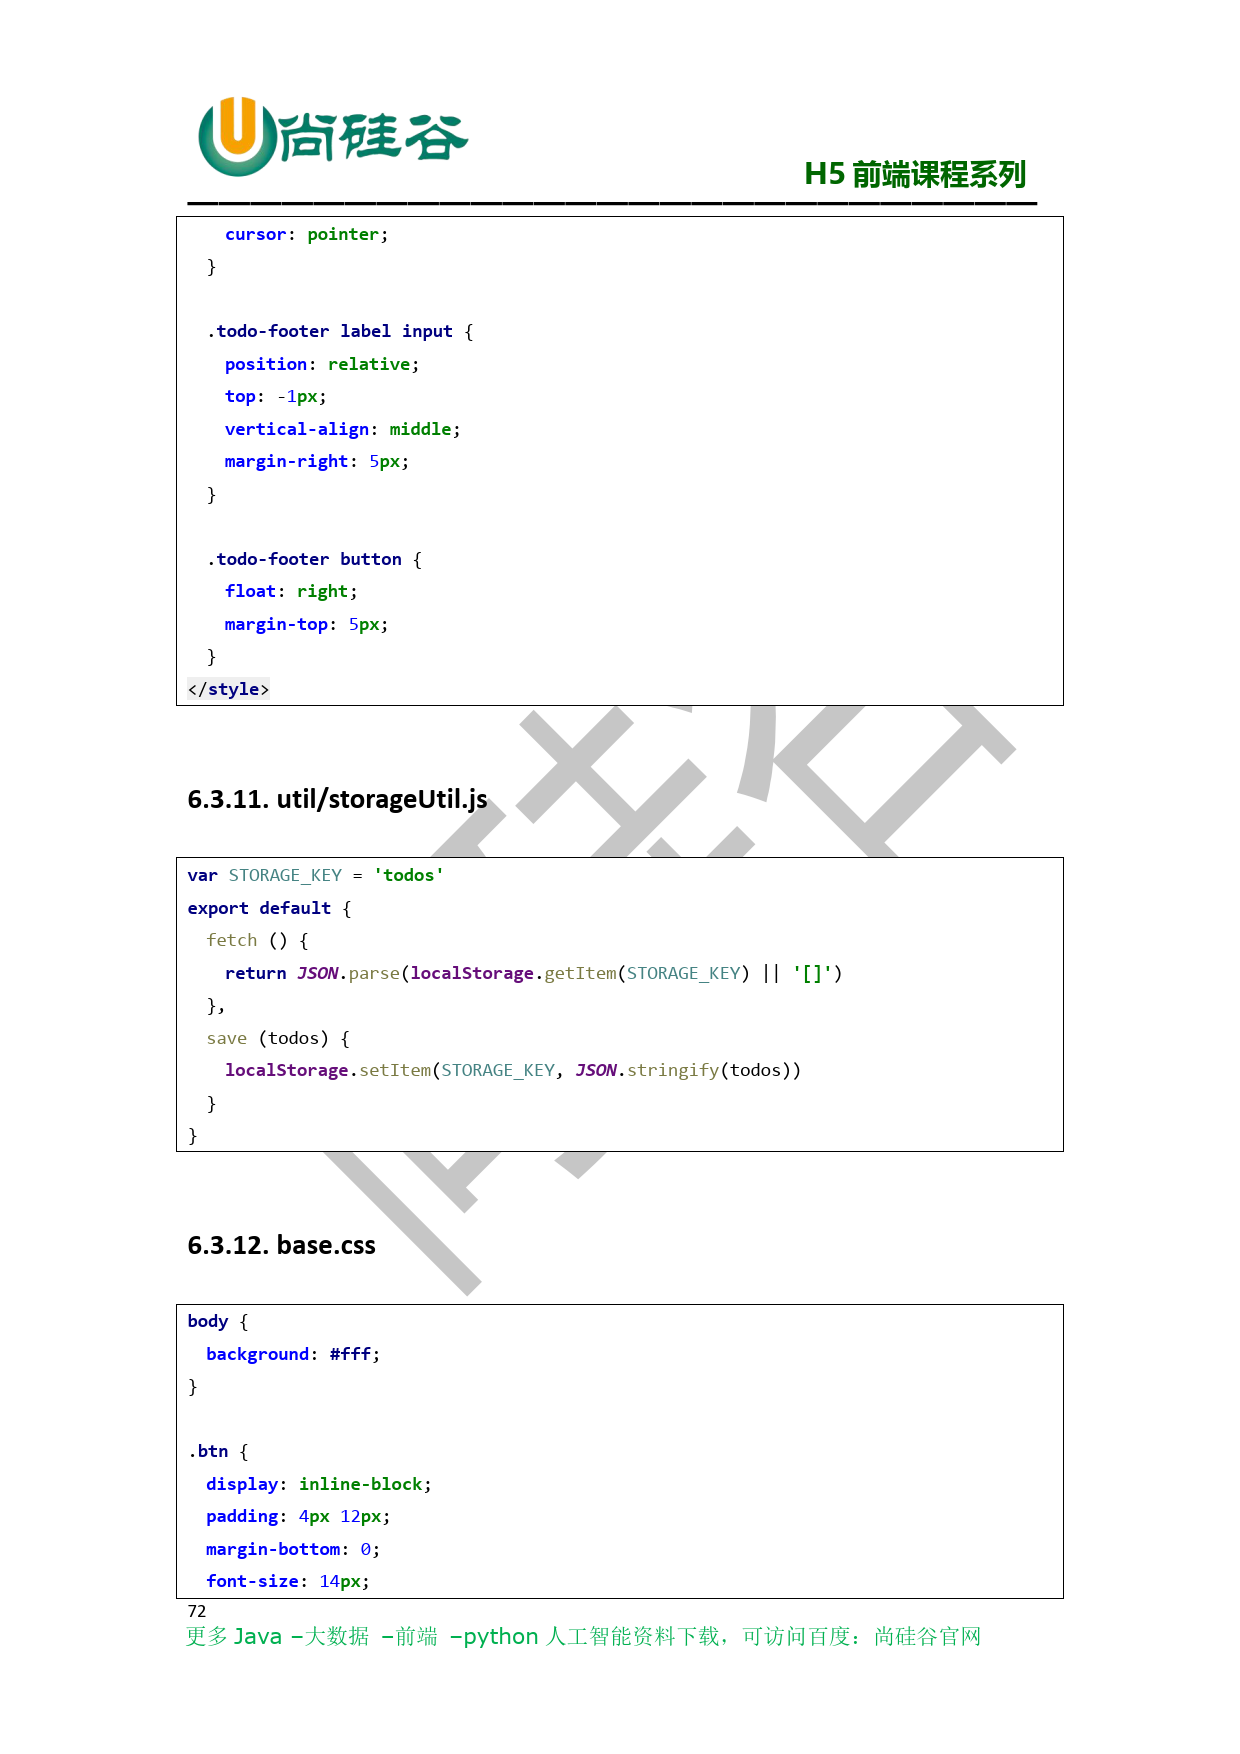 尚硅谷
H5 前端课程系列
cursor: pointer;
}
.todo-footer label input {
position: relative;
top: -1px;
vertical-align: middle;
margin-right: 5px;
}
.todo-footer button {
float: right;
margin-top: 5px;
}
</style>
6.3.11. util/storageUtil.js
var STORAGE_KEY = 'todos'
export default {
fetch () {
return JSON.parse(localStorage.getItem(STORAGE_KEY) || '[]')
},
save (todos) {
localStorage.setItem(STORAGE_KEY, JSON.stringify(todos))
}
}
6.3.12. base.css
body {
background: #fff;
}
.btn {
display: inline-block;
padding: 4px 12px;
margin-bottom: 0;
font-size: 14px;
72
更多 Java –大数据 –前端 –python 人工智能资料下载，可访问百度：尚硅谷官网